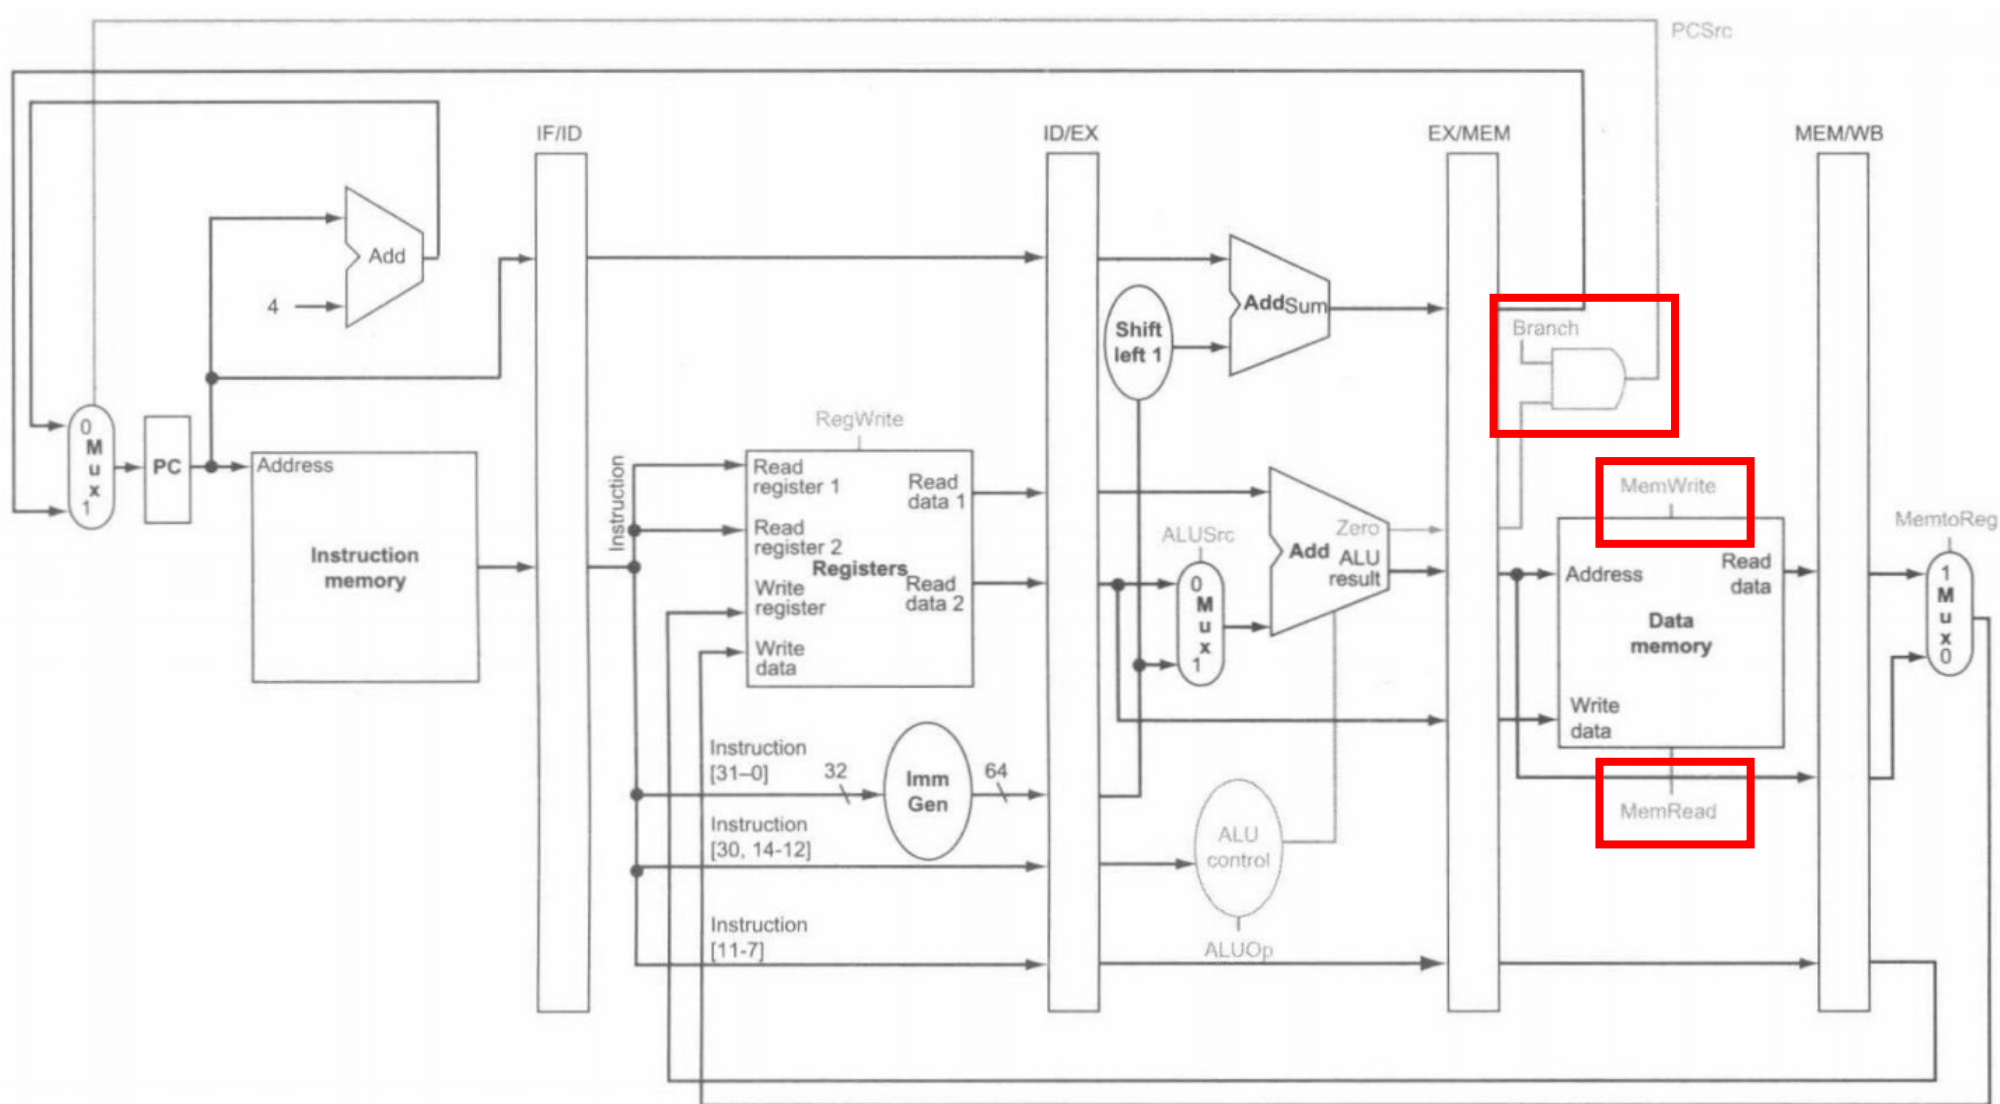 PCSrc
IF/ID
ID/EX
EX/MEM
MEM/WB
Add
4
Shift
left 1
AddSum
Branch
0
M
u
x
1
PC
Address
Instruction
memory
Instruction
RegWrite
Read
register 1
Read
register 2
Write
register
Write
data
Registers
Read
data 1
Read
data 2
ALUSrc
0
M
u
x
1
Zero
Add
ALU
result
MemWrite
Address
Read
data
Data
memory
Write
data
MemRead
MemtoReg
1
M
u
x
0
Instruction
[31–0]
32
Imm
Gen
64
Instruction
[30, 14-12]
ALU
control
Instruction
[11-7]
ALUOp